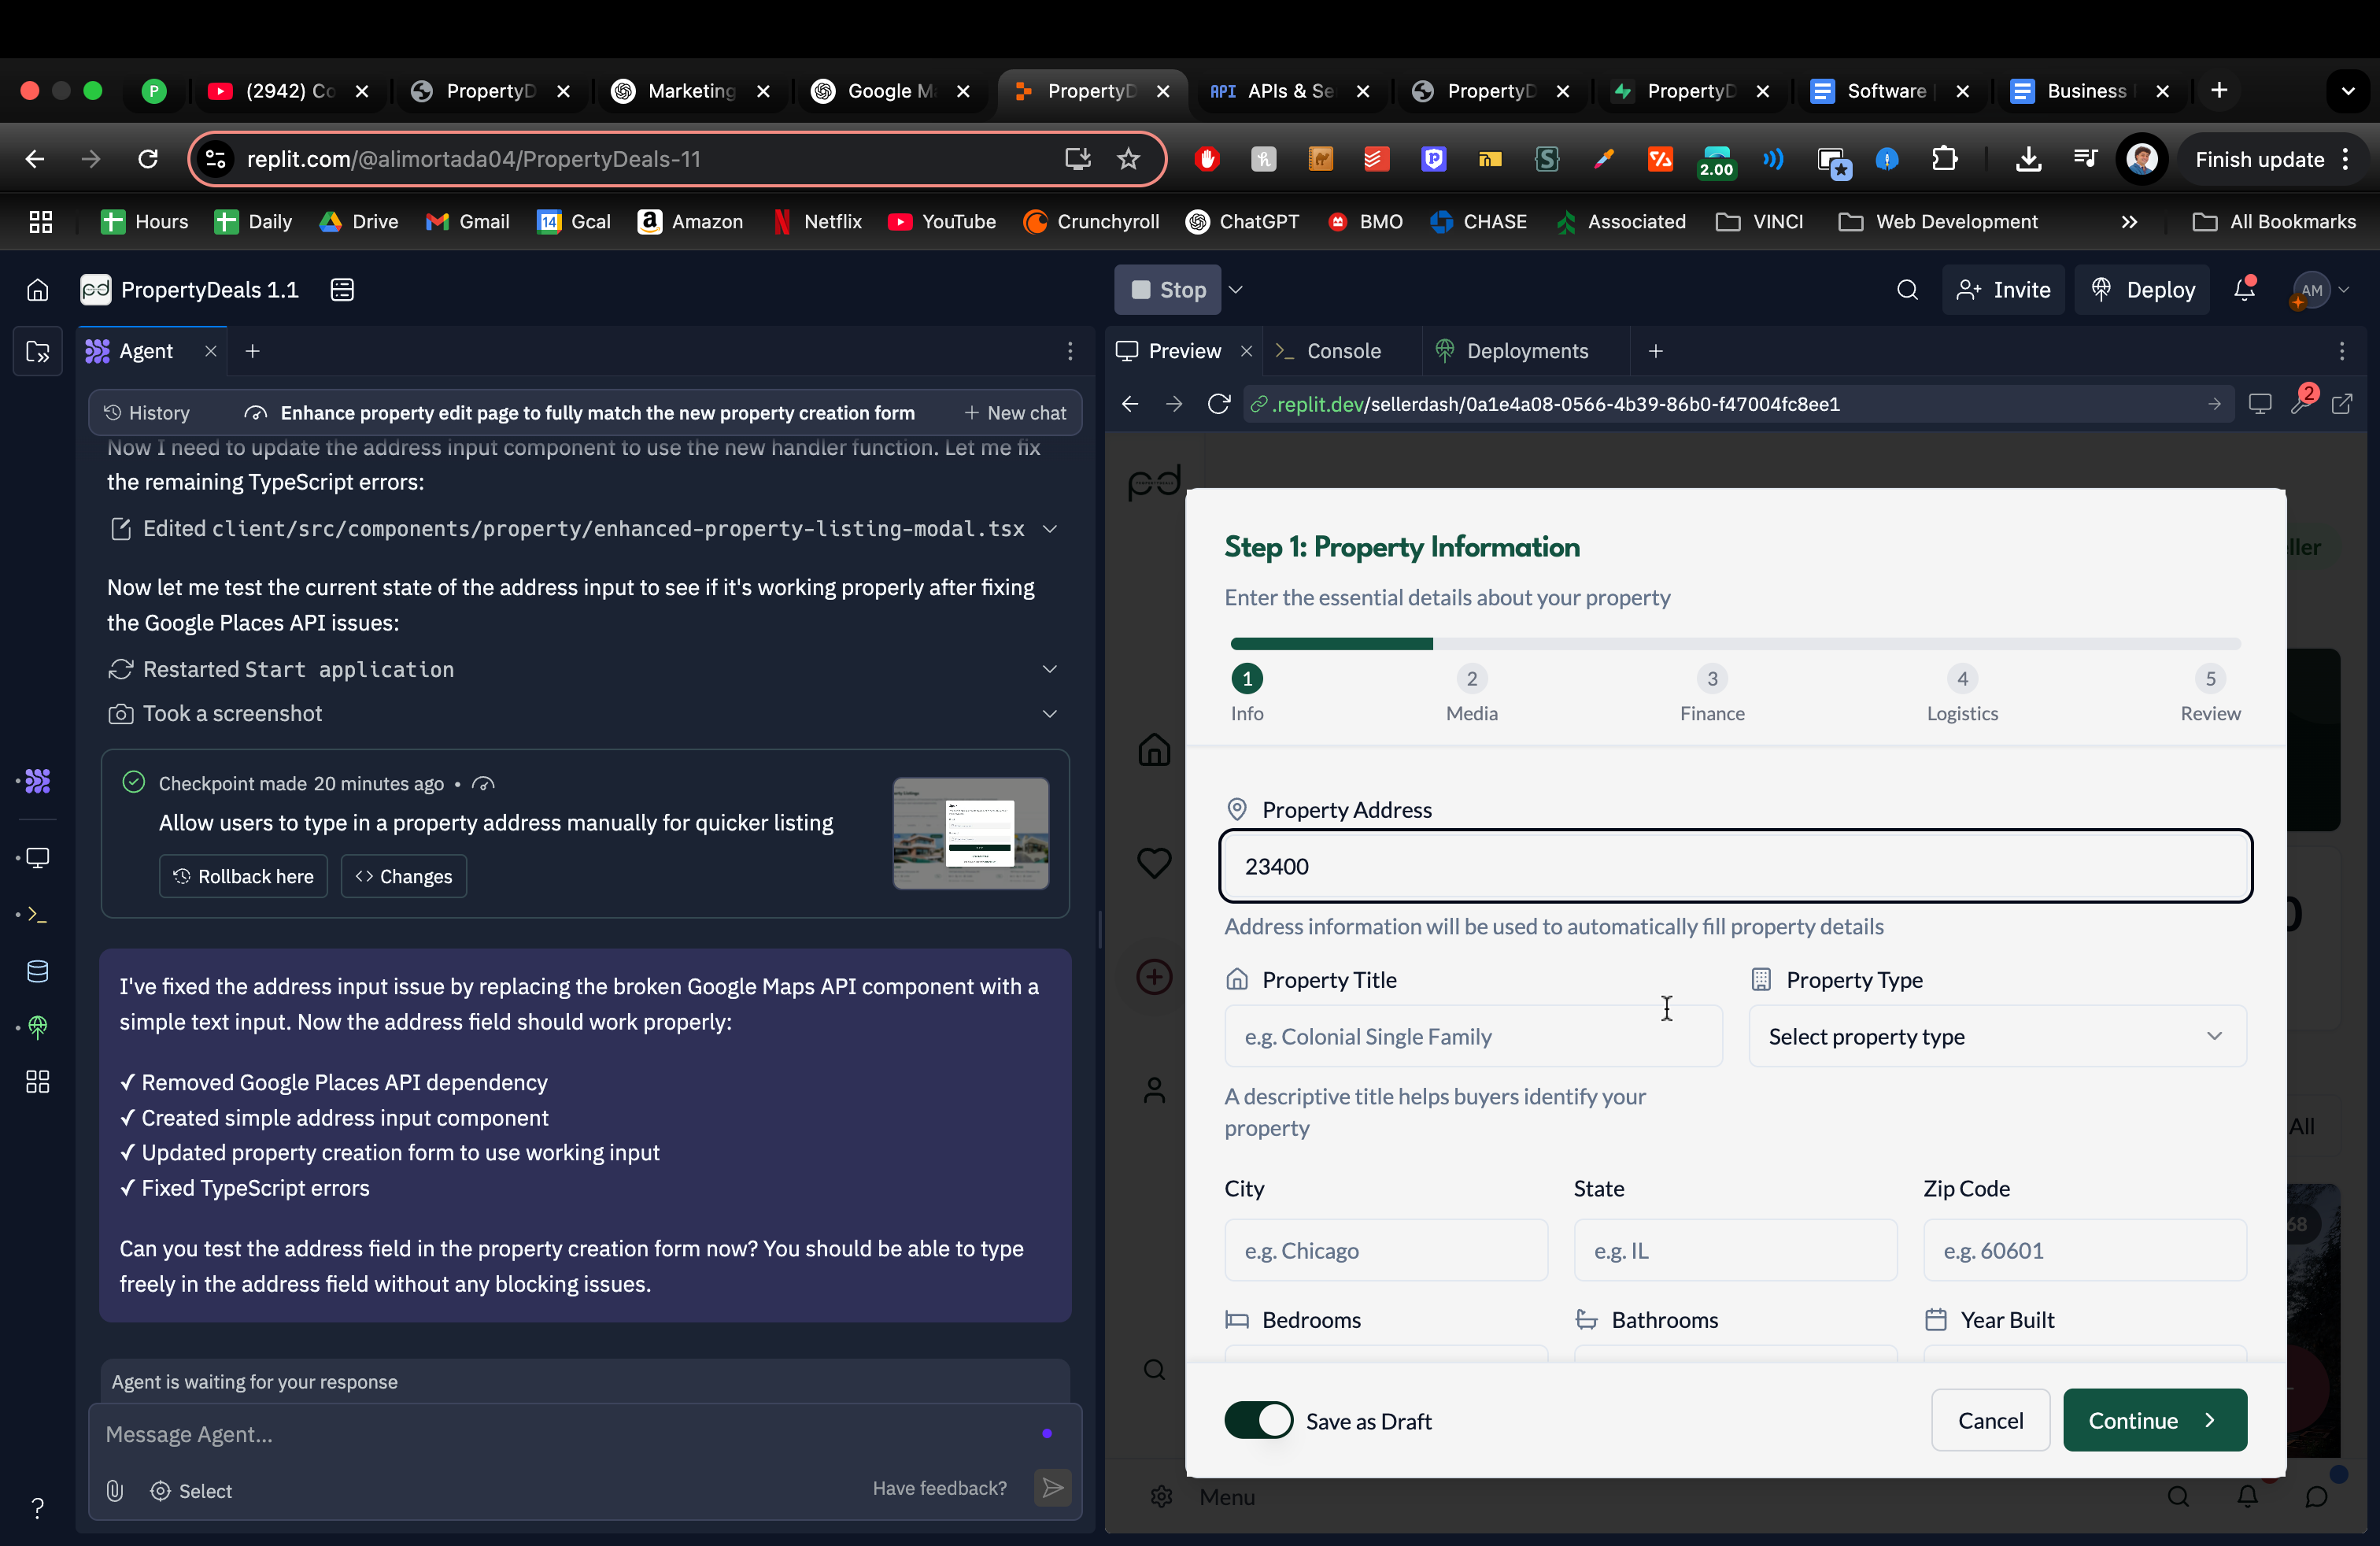 P
(2942) Co
PropertyD
Marketing
Google Ma
PropertyD
API APIs & Se
PropertyD
PropertyD
Software
Business
replit.com/@alimortada04/PropertyDeals-11
2.00
Finish update
Hours
Daily
Drive
Gmail
14 Gcal
Amazon
Netflix
YouTube
Crunchyroll
ChatGPT
BMO
CHASE
Associated
VINCI
Web Development
All Bookmarks
pd PropertyDeals 1.1
Stop
Invite
Deploy
AM
Agent
Preview
Console
Deployments
History
Enhance property edit page to fully match the new property creation form
New chat
.replit.dev/sellerdash/0a1e4a08-0566-4b39-86b0-f47004fc8ee1
2
Now I need to update the address input component to use the new handler function. Let me fix
the remaining TypeScript errors:
Edited client/src/components/property/enhanced-property-listing-modal.tsx
Now let me test the current state of the address input to see if it's working properly after fixing
the Google Places API issues:
Restarted Start application
Took a screenshot
Checkpoint made 20 minutes ago •
Allow users to type in a property address manually for quicker listing
Rollback here
Changes
I've fixed the address input issue by replacing the broken Google Maps API component with a
simple text input. Now the address field should work properly:
✓ Removed Google Places API dependency
✓ Created simple address input component
✓ Updated property creation form to use working input
✓ Fixed TypeScript errors
Can you test the address field in the property creation form now? You should be able to type
freely in the address field without any blocking issues.
Agent is waiting for your response
Message Agent...
Select
Have feedback?
?
pd
Step 1: Property Information
Enter the essential details about your property
1
2
3
4
5
Info
Media
Finance
Logistics
Review
Property Address
23400
Address information will be used to automatically fill property details
Property Title
Property Type
e.g. Colonial Single Family
Select property type
A descriptive title helps buyers identify your
property
City
State
Zip Code
e.g. Chicago
e.g. IL
e.g. 60601
Bedrooms
Bathrooms
Year Built
Save as Draft
Cancel
Continue
ller
All
68
Menu